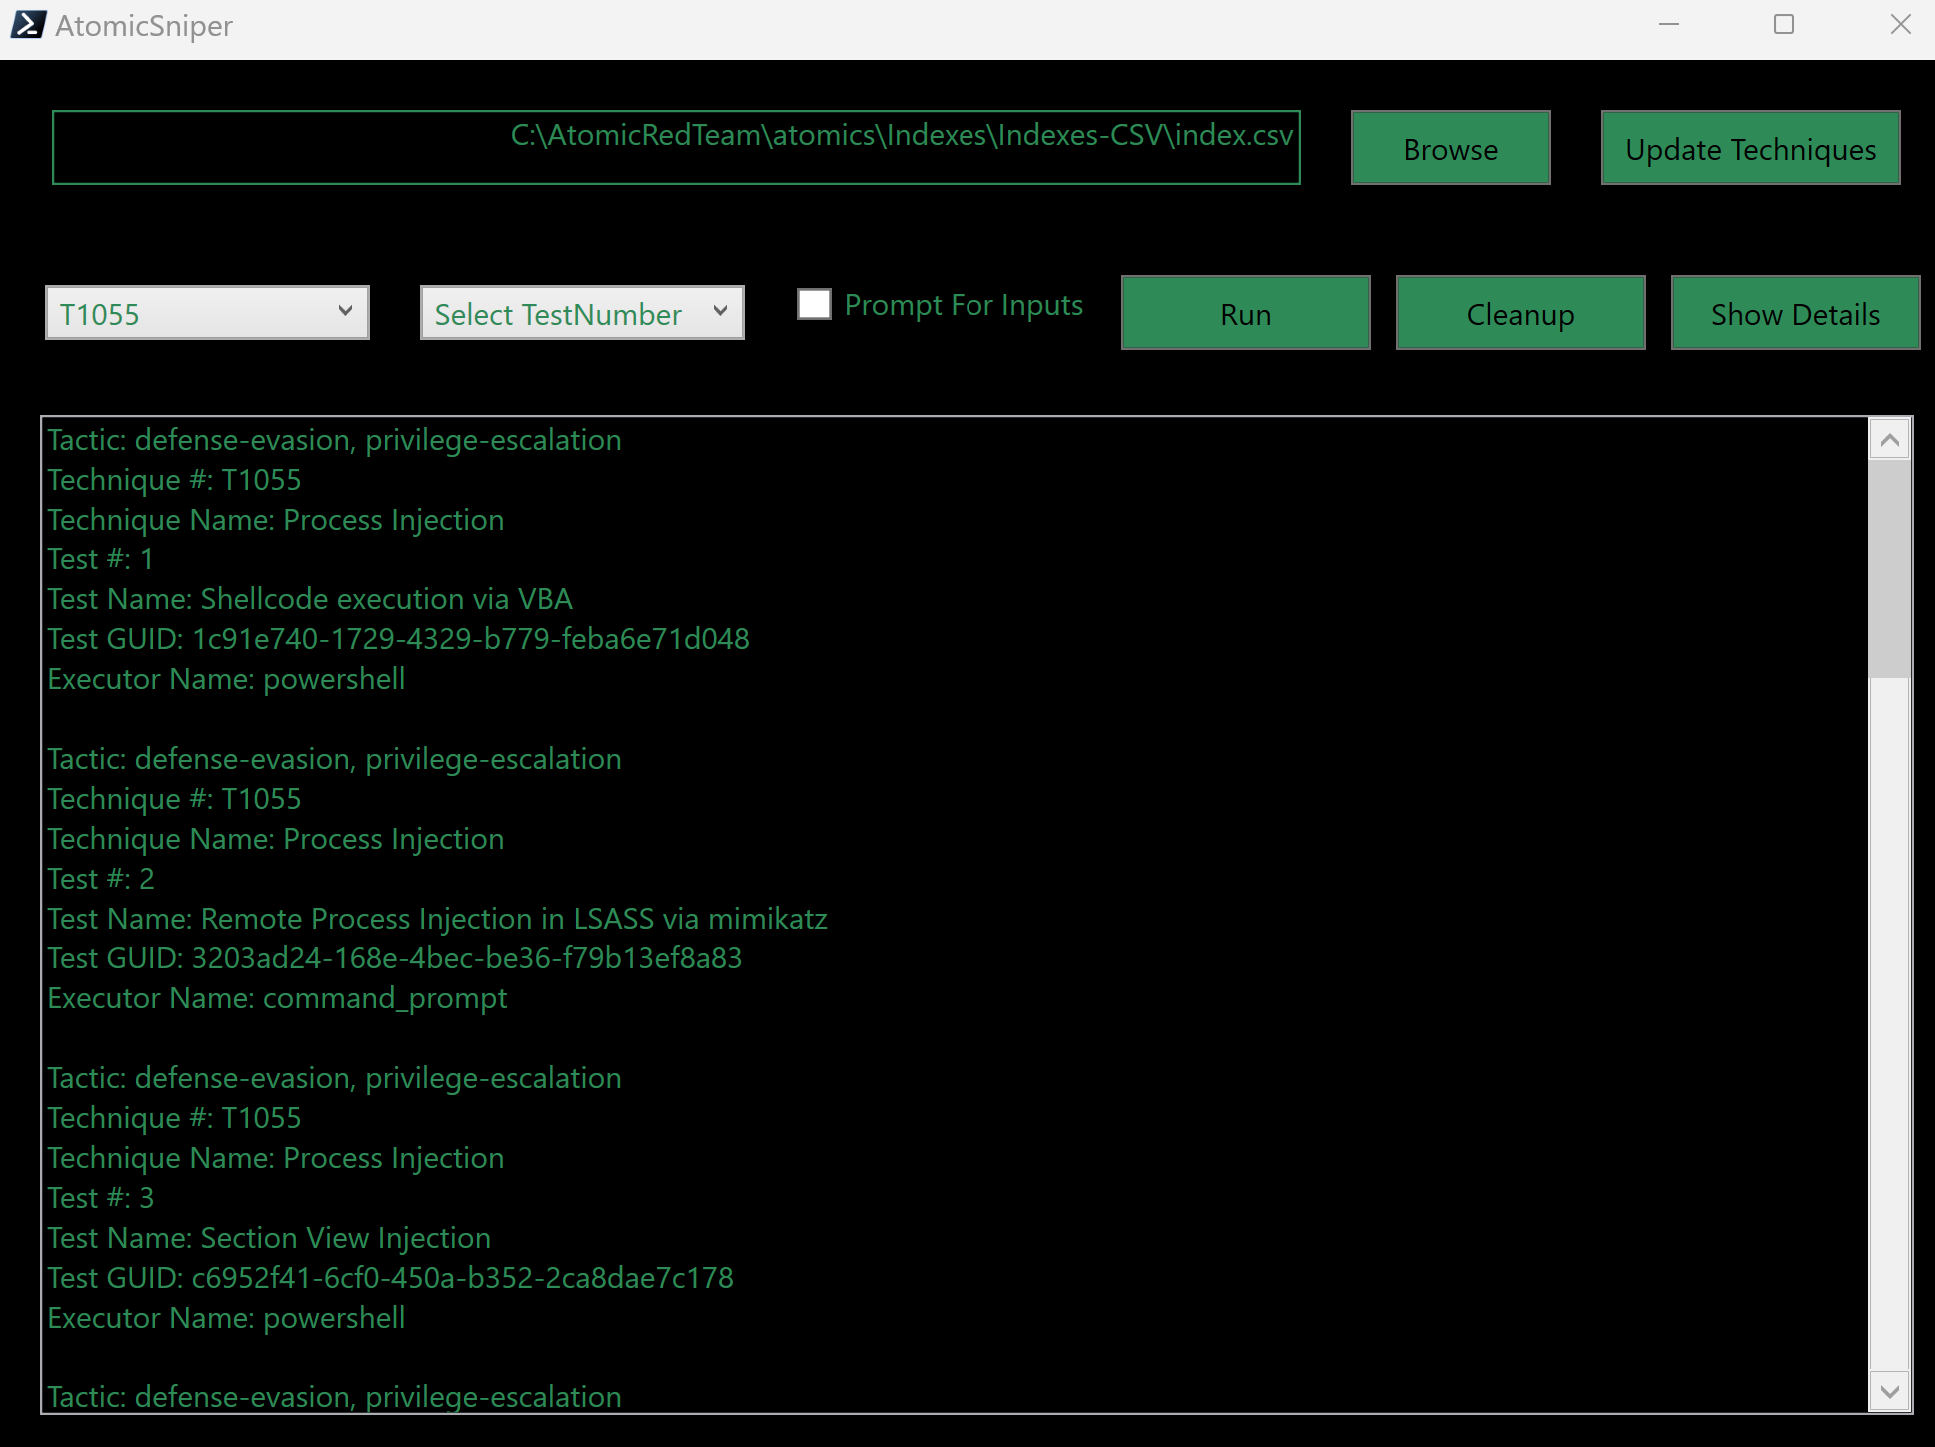 AtomicSniper
C:\AtomicRedTeam\atomics\Indexes\Indexes-CSV\index.csv
Browse
Update Techniques
T1055
Select TestNumber
Prompt For Inputs
Run
Cleanup
Show Details
Tactic: defense-evasion, privilege-escalation
Technique #: T1055
Technique Name: Process Injection
Test #: 1
Test Name: Shellcode execution via VBA
Test GUID: 1c91e740-1729-4329-b779-feba6e71d048
Executor Name: powershell
Tactic: defense-evasion, privilege-escalation
Technique #: T1055
Technique Name: Process Injection
Test #: 2
Test Name: Remote Process Injection in LSASS via mimikatz
Test GUID: 3203ad24-168e-4bec-be36-f79b13ef8a83
Executor Name: command_prompt
Tactic: defense-evasion, privilege-escalation
Technique #: T1055
Technique Name: Process Injection
Test #: 3
Test Name: Section View Injection
Test GUID: c6952f41-6cf0-450a-b352-2ca8dae7c178
Executor Name: powershell
Tactic: defense-evasion, privilege-escalation